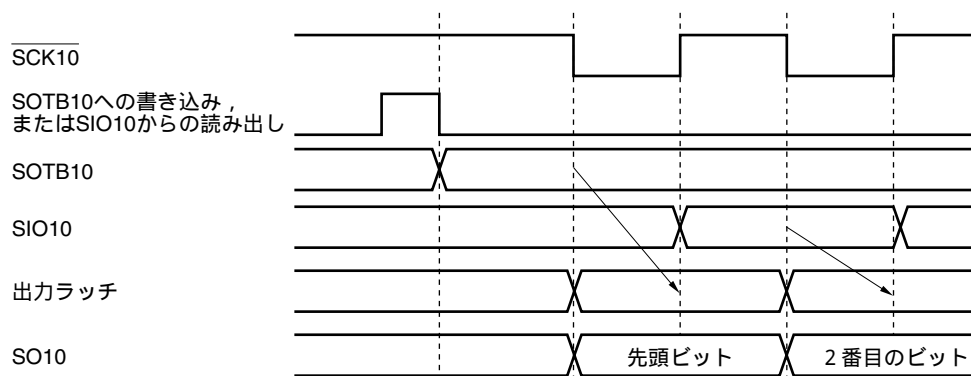 SCK10
SOTB10への書き込み，
またはSIO10からの読み出し
SOTB10
SIO10
出力ラッチ
SO10
先頭ビット
2番目のビット